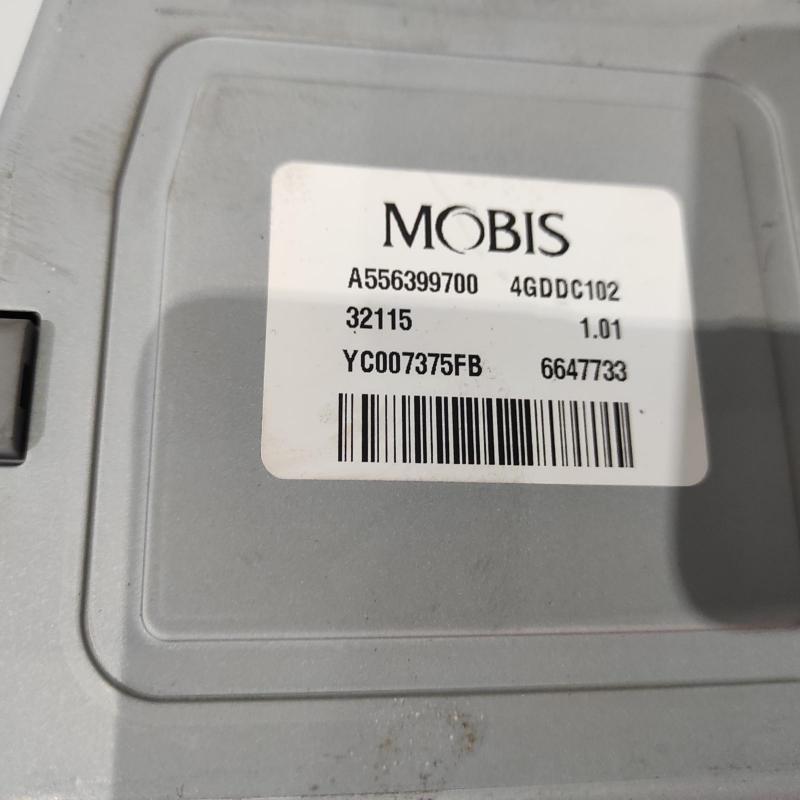 MOBIS
A556399700 4GDDC102
32115 1.01
YC007375FB 6647733